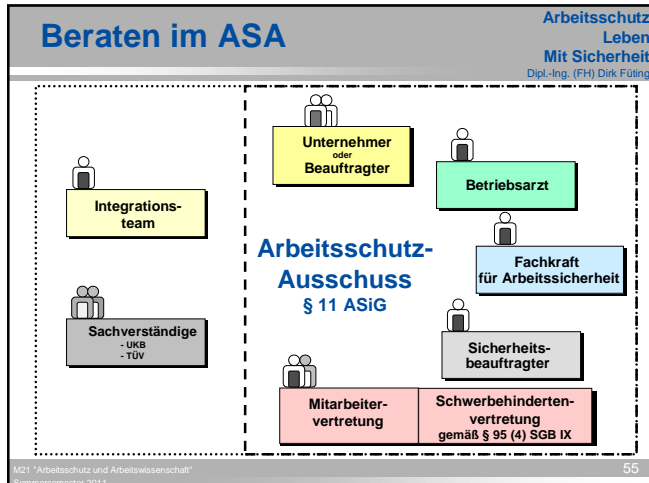 Beraten im ASA
Arbeitsschutz
Leben
Mit Sicherheit
Dipl.-Ing. (FH) Dirk Füting
Unternehmer
oder
Beauftragter
Betriebsarzt
Integrations-
team
Arbeitsschutz-
Ausschuss
§ 11 ASiG
Fachkraft
für Arbeitssicherheit
Sachverständige
- UKB
- TÜV
Sicherheits-
beauftragter
Mitarbeiter-
vertretung
Schwerbehinderten-
vertretung
gemäß § 95 (4) SGB IX
M21 "Arbeitsschutz und Arbeitswissenschaft"
55
Sommersemester 2011